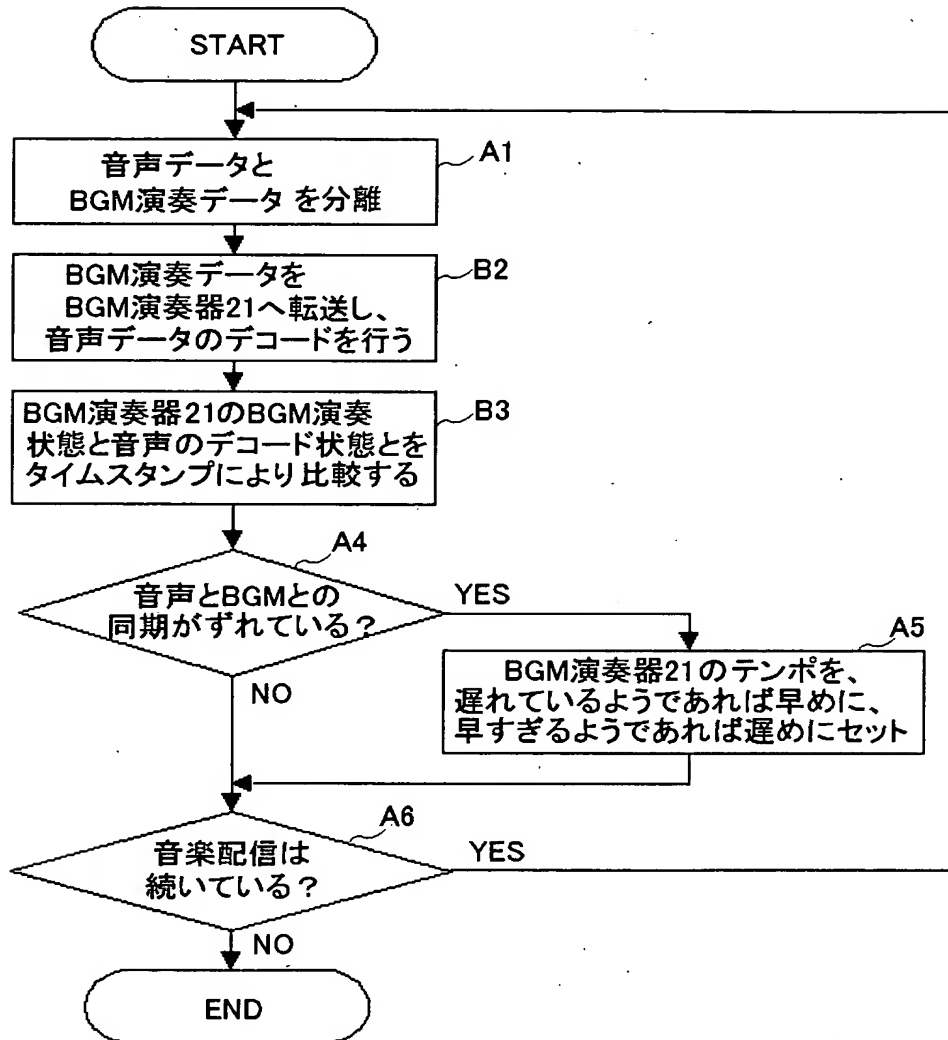 START
音声データと
BGM演奏データ を分離
A1
BGM演奏データを
BGM演奏器21へ転送し、
音声データのデコードを行う
B2
BGM演奏器21のBGM演奏
状態と音声のデコード状態とを
タイムスタンプにより比較する
B3
音声とBGMとの
同期がずれている？
A4
YES
NO
BGM演奏器21のテンポを、
遅れているようであれば早めに、
早すぎるようであれば遅めにセット
A5
音楽配信は
続いている？
A6
YES
NO
END